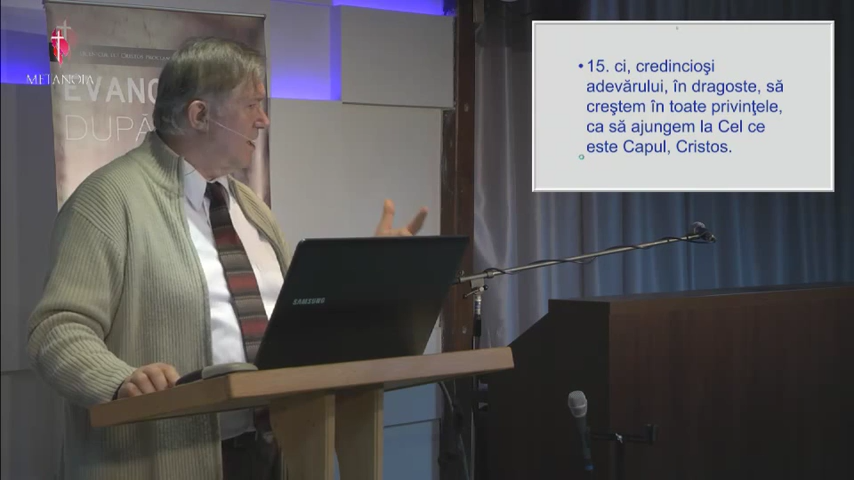 METANOIA
EVANG
DUPĂ
SAMSUNG
•15. ci, credincioşi
adevărului, în dragoste, să
creştem în toate privinţele,
ca să ajungem la Cel ce
este Capul, Cristos.